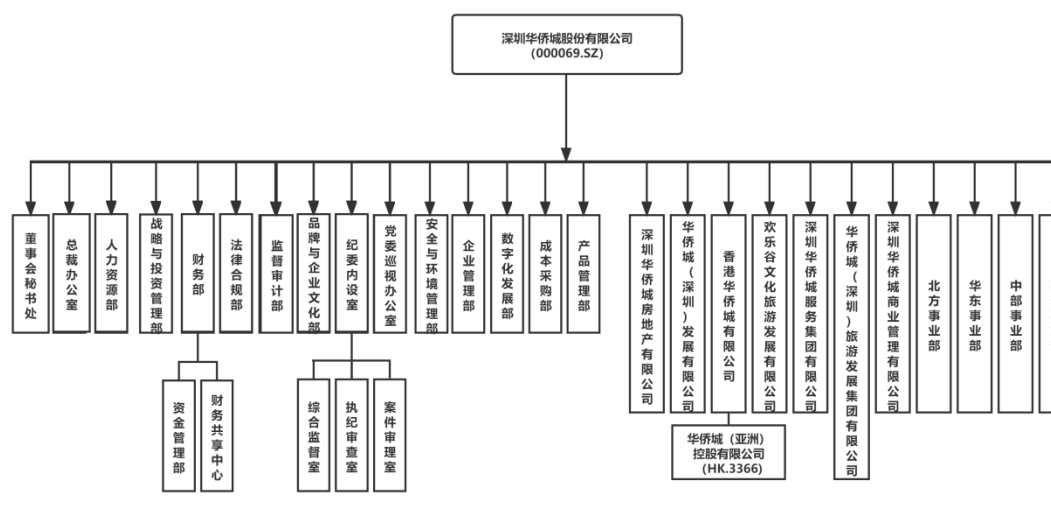 深圳华侨城股份有限公司
（000069.SZ）
董事会秘书处
总裁办公室
人力资源部
战略与投资管理部
财务部
法律合规部
监督审计部
品牌与企业文化部
纪委内设室
党委巡视办公室
安全与环境管理部
企业管理部
数字化发展部
成本采购部
产品管理部
深圳华侨城房地产有限公司
华侨城（深圳）发展有限公司
香港华侨城有限公司
欢乐谷文化旅游发展有限公司
深圳华侨城服务集团有限公司
华侨城（深圳）旅游发展集团有限公司
深圳华侨城商业管理有限公司
北方事业部
华东事业部
中部事业部
资金管理部
财务共享中心
综合监督室
执纪审查室
案件审理室
华侨城（亚洲）
控股有限公司
（HK.3366)